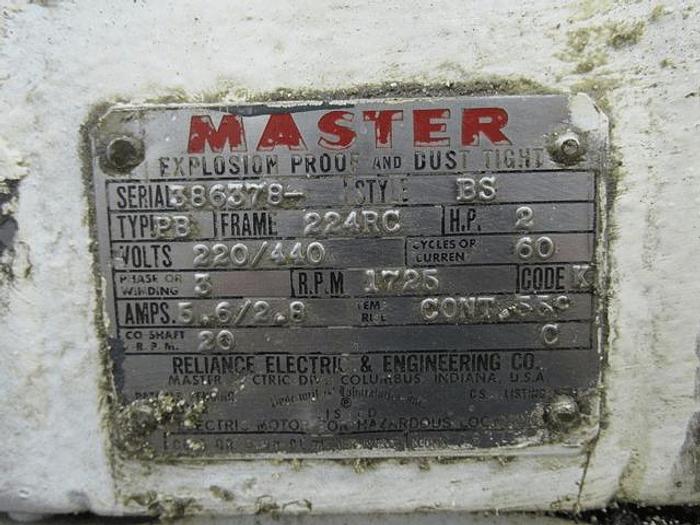 MASTER
EXPLOSION PROOF AND DUST TIGHT
SERIAL 386378- STYLE BS
TYPE PB FRAME 224RC H.P. 2
VOLTS 220/440 CYCLES OF CURREN 60
PHASE OR WINDING 3 R.P.M 1725 CODE K
AMPS. 5.6/2.8 TEMP RISE CONT. 55°
CO SHAFT R.P.M. 20 C
RELIANCE ELECTRIC & ENGINEERING CO.
MASTER ELECTRIC DIV. COLUMBUS, INDIANA, U.S.A.
LISTED
ELECTRIC MOTOR FOR HAZARDOUS